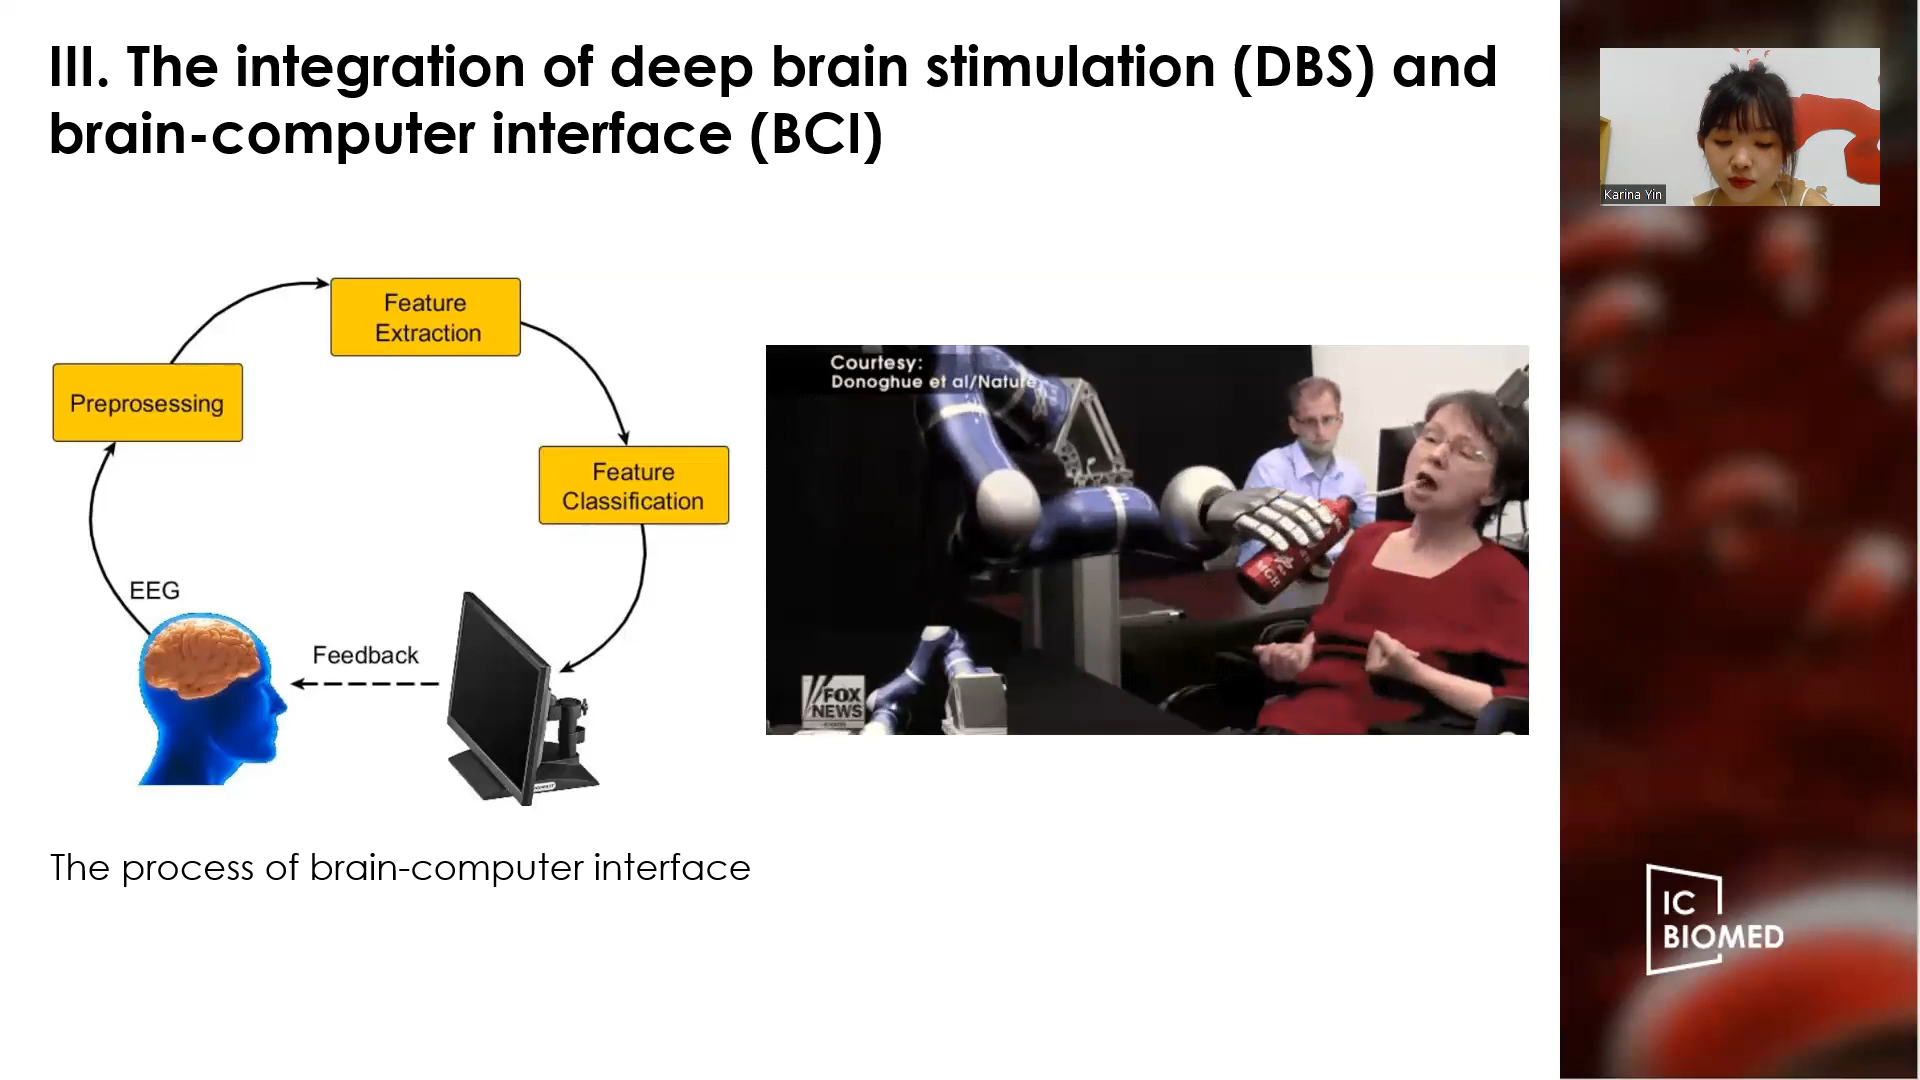 III. The integration of deep brain stimulation (DBS) and
brain-computer interface (BCI)
Karina Yin
Feature
Extraction
Preprosessing
Feature
Classification
EEG
Feedback
Courtesy:
Donoghue et al/Nature
FOX
NEWS
The process of brain-computer interface
IC
BIOMED